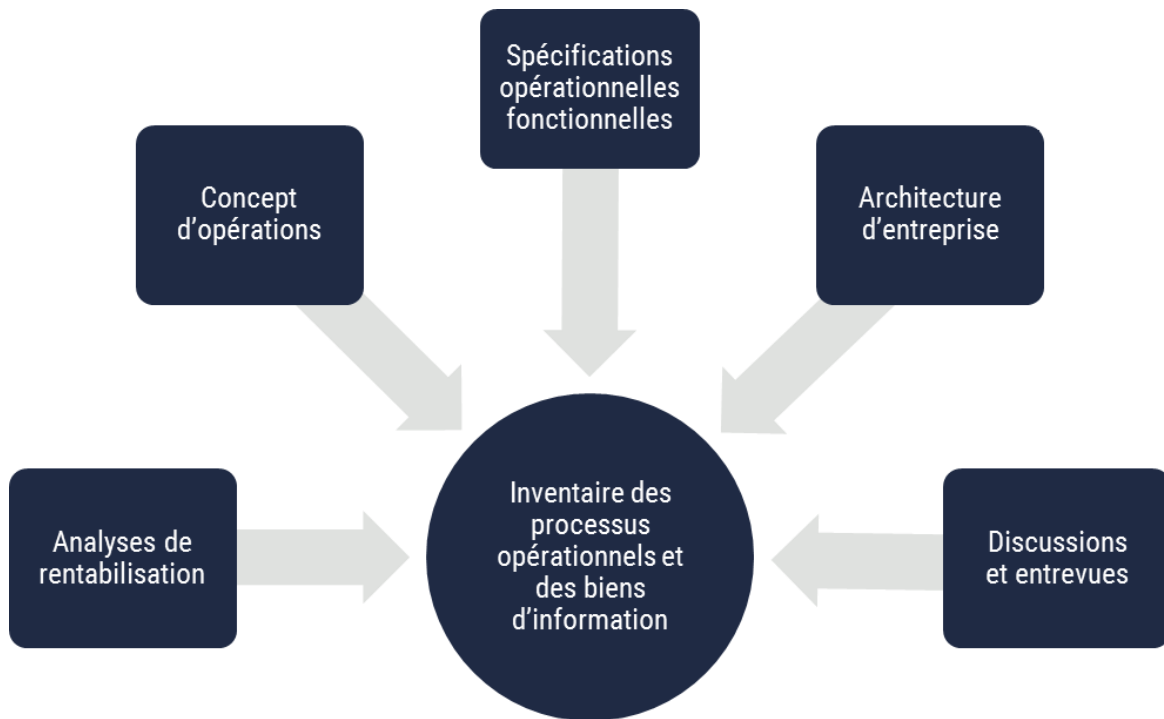 Spécifications
opérationnelles
fonctionnelles
Concept
d’opérations
Architecture
d’entreprise
Analyses de
rentabilisation
Inventaire des
processus
opérationnels et
des biens
d’information
Discussions
et entrevues